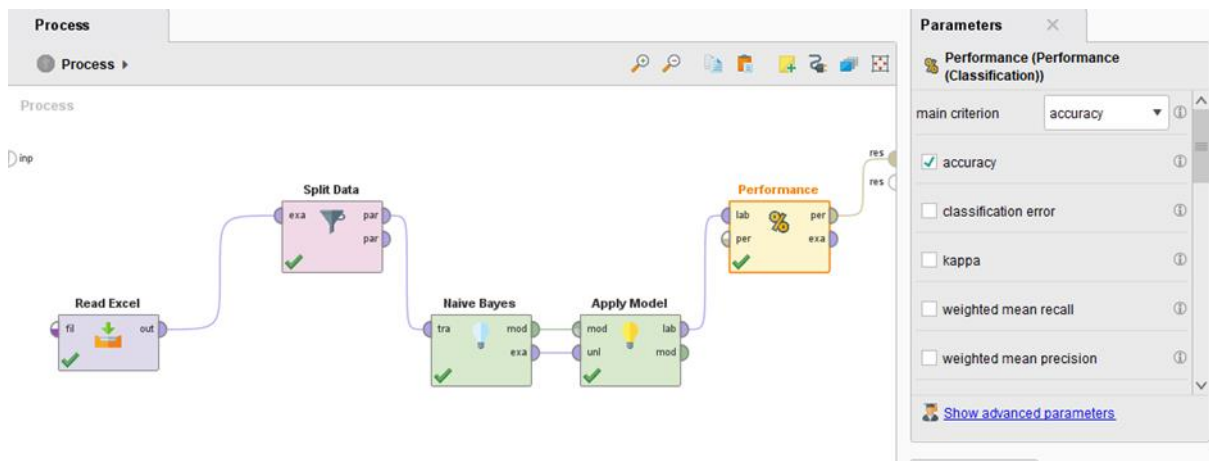 Process
Process
Process
inp
res
res
Split Data
exa
par
par
Performance
lab
per
per
exa
Read Excel
fil
out
Naive Bayes
tra
mod
exa
Apply Model
mod
lab
unl
mod
Parameters
Performance (Performance
(Classification))
main criterion
accuracy
accuracy
classification error
kappa
weighted mean recall
weighted mean precision
Show advanced parameters